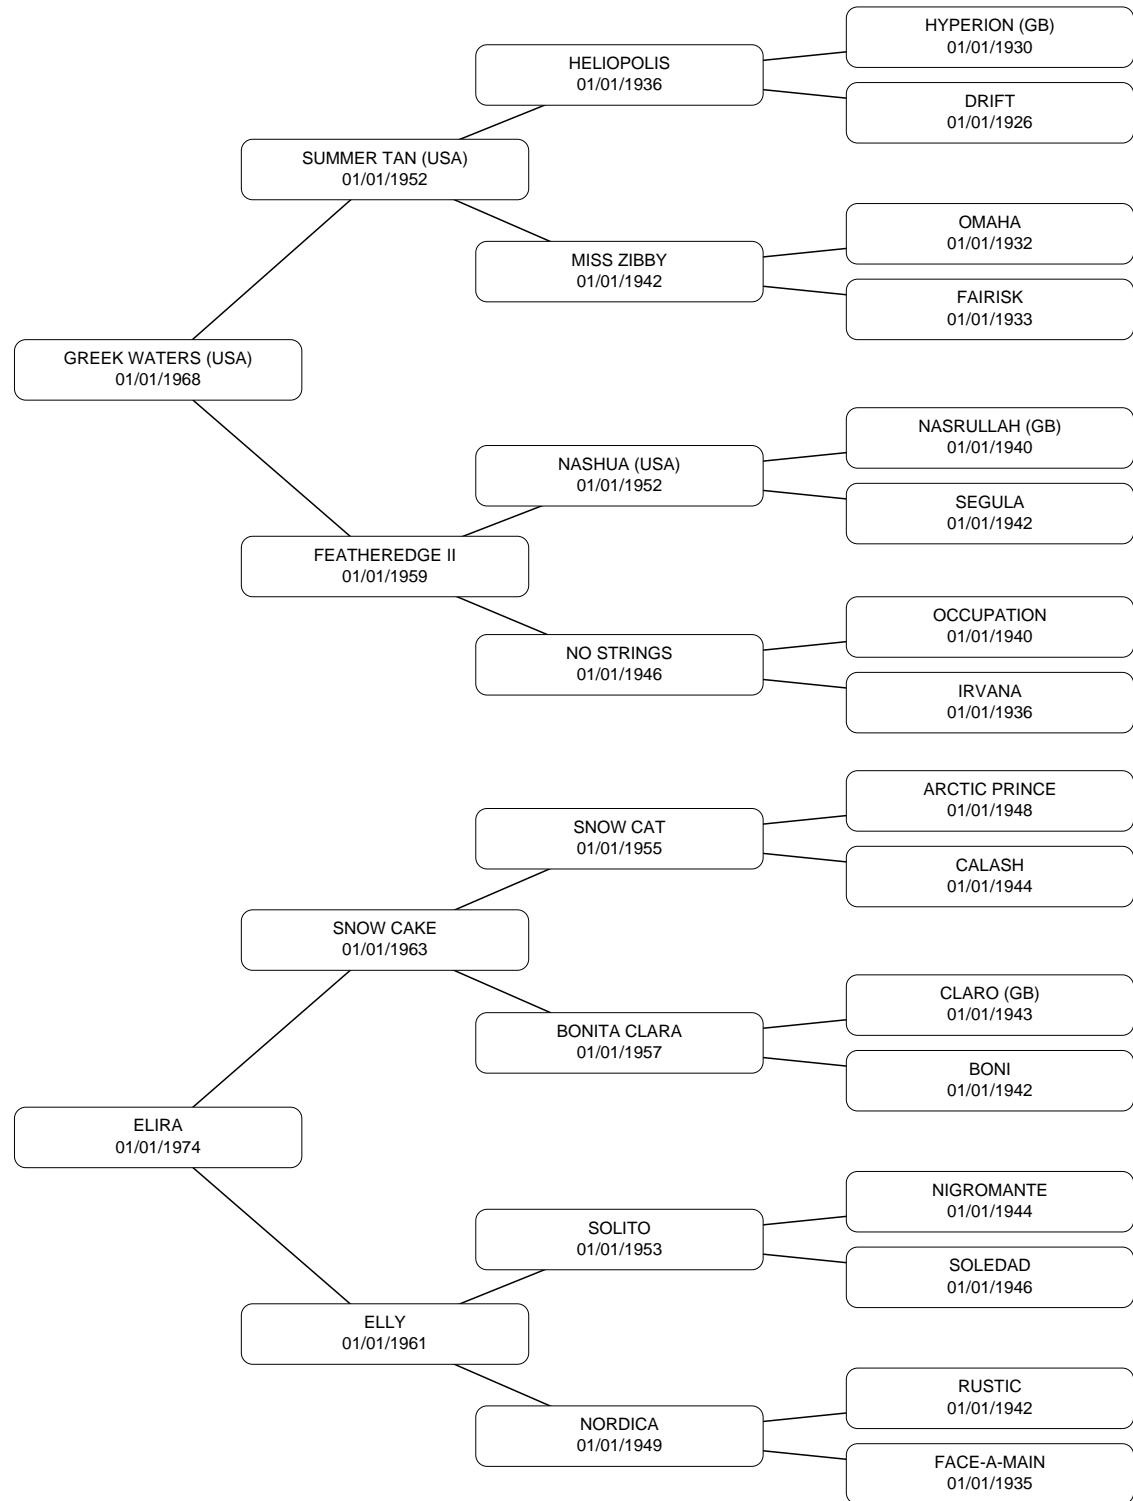 HYPERION (GB)
01/01/1930
HELIOPOLIS
01/01/1936
DRIFT
01/01/1926
SUMMER TAN (USA)
01/01/1952
OMAHA
01/01/1932
MISS ZIBBY
01/01/1942
FAIRISK
01/01/1933
GREEK WATERS (USA)
01/01/1968
NASRULLAH (GB)
01/01/1940
NASHUA (USA)
01/01/1952
SEGULA
01/01/1942
FEATHEREDGE II
01/01/1959
OCCUPATION
01/01/1940
NO STRINGS
01/01/1946
IRVANA
01/01/1936
ARCTIC PRINCE
01/01/1948
SNOW CAT
01/01/1955
CALASH
01/01/1944
SNOW CAKE
01/01/1963
CLARO (GB)
01/01/1943
BONITA CLARA
01/01/1957
BONI
01/01/1942
ELIRA
01/01/1974
NIGROMANTE
01/01/1944
SOLITO
01/01/1953
SOLEDAD
01/01/1946
ELLY
01/01/1961
RUSTIC
01/01/1942
NORDICA
01/01/1949
FACE-A-MAIN
01/01/1935